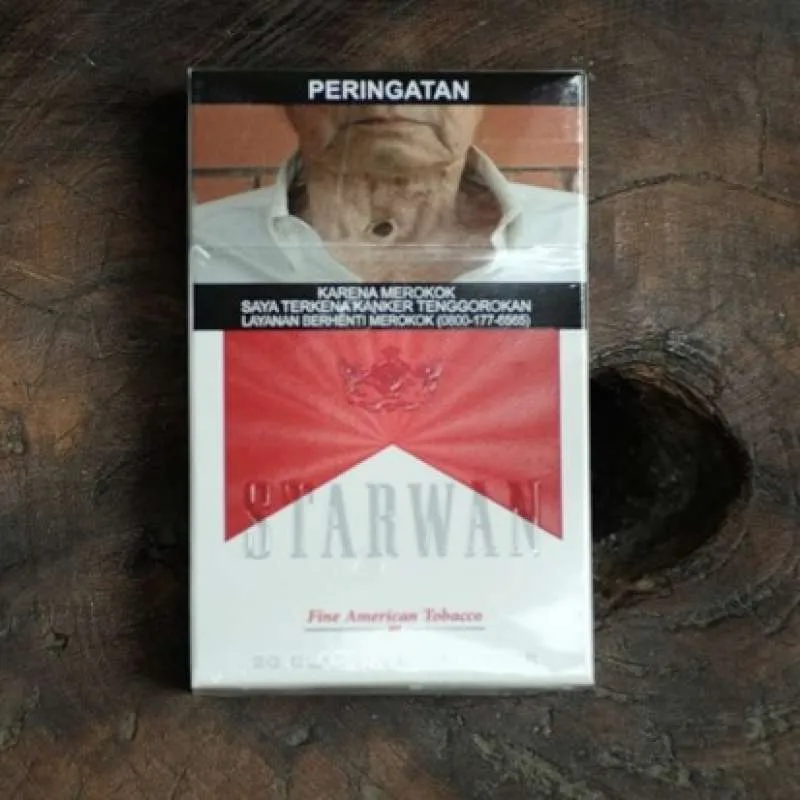 PERINGATAN
KARENA MEROKOK
SAYA TERKENA KANKER TENGGOROKAN
LAYANAN BERHENTI MEROKOK (0800-177-6565)
STARWAN
Fine American Tobacco